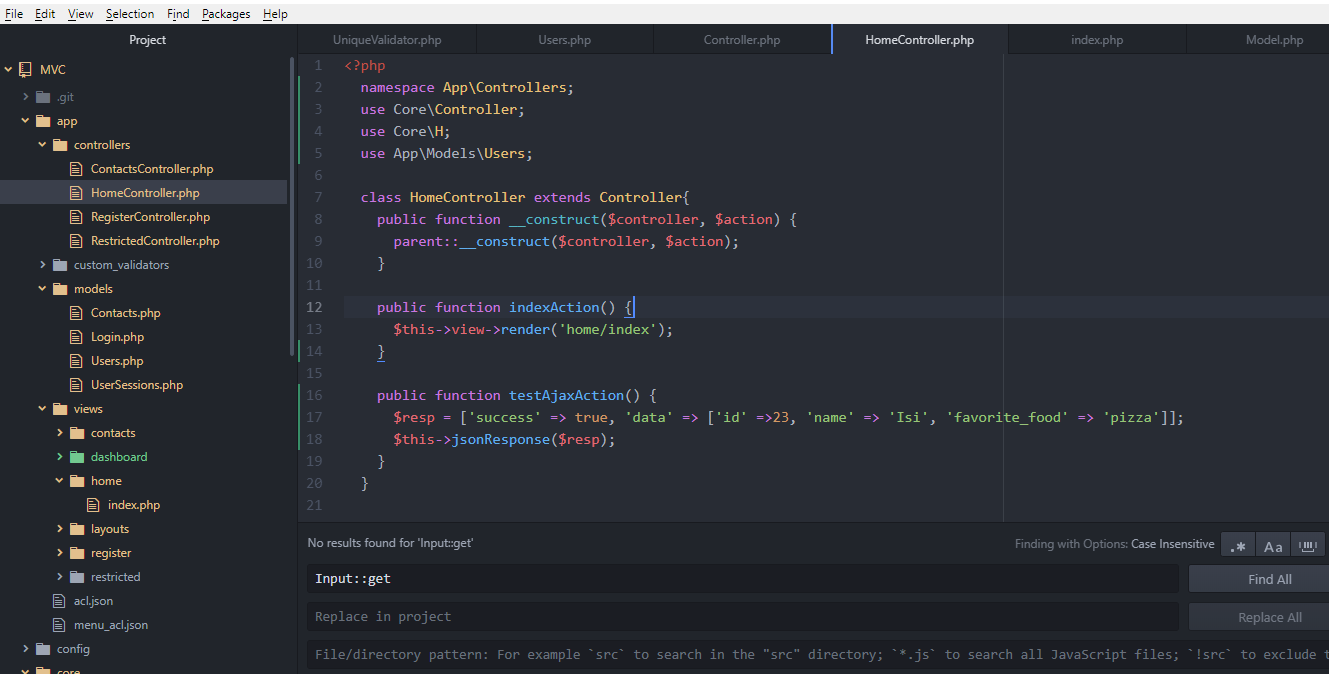 File Edit View Selection Find Packages Help
Project
UniqueValidator.php Users.php Controller.php HomeController.php index.php Model.php
MVC
.git
app
controllers
ContactsController.php
HomeController.php
RegisterController.php
RestrictedController.php
custom_validators
models
Contacts.php
Login.php
Users.php
UserSessions.php
views
contacts
dashboard
home
index.php
layouts
register
restricted
acl.json
menu_acl.json
config
core
1 <?php
2 namespace App\Controllers;
3 use Core\Controller;
4 use Core\H;
5 use App\Models\Users;
6
7 class HomeController extends Controller{
8 public function __construct($controller, $action) {
9 parent::__construct($controller, $action);
10 }
11
12 public function indexAction() {
13 $this->view->render('home/index');
14 }
15
16 public function testAjaxAction() {
17 $resp = ['success' => true, 'data' => ['id' =>23, 'name' => 'Isi', 'favorite_food' => 'pizza']];
18 $this->jsonResponse($resp);
19 }
20 }
21
No results found for 'Input::get' Finding with Options: Case Insensitive .* Aa
Input::get Find All
Replace in project Replace All
File/directory pattern: For example `src` to search in the "src" directory; `*.js` to search all JavaScript files; `!src` to exclude